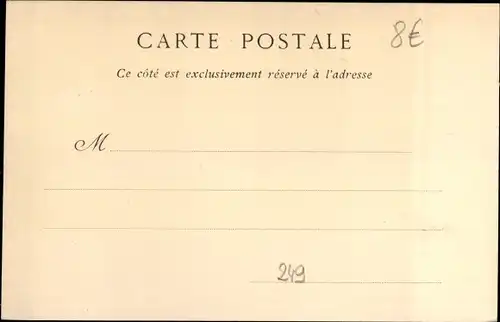 CARTE POSTALE 8€
Ce côté est exclusivement réservé à l'adresse
M
249